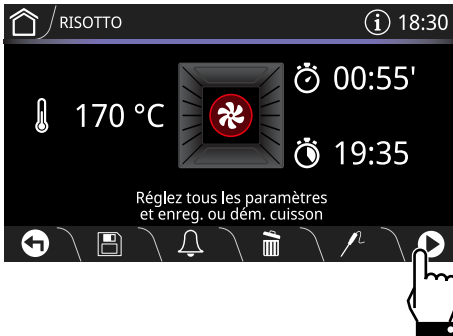 RISOTTO
i 18:30
170 °C
00:55'
19:35
Réglez tous les paramètres
et enreg. ou dém. cuisson